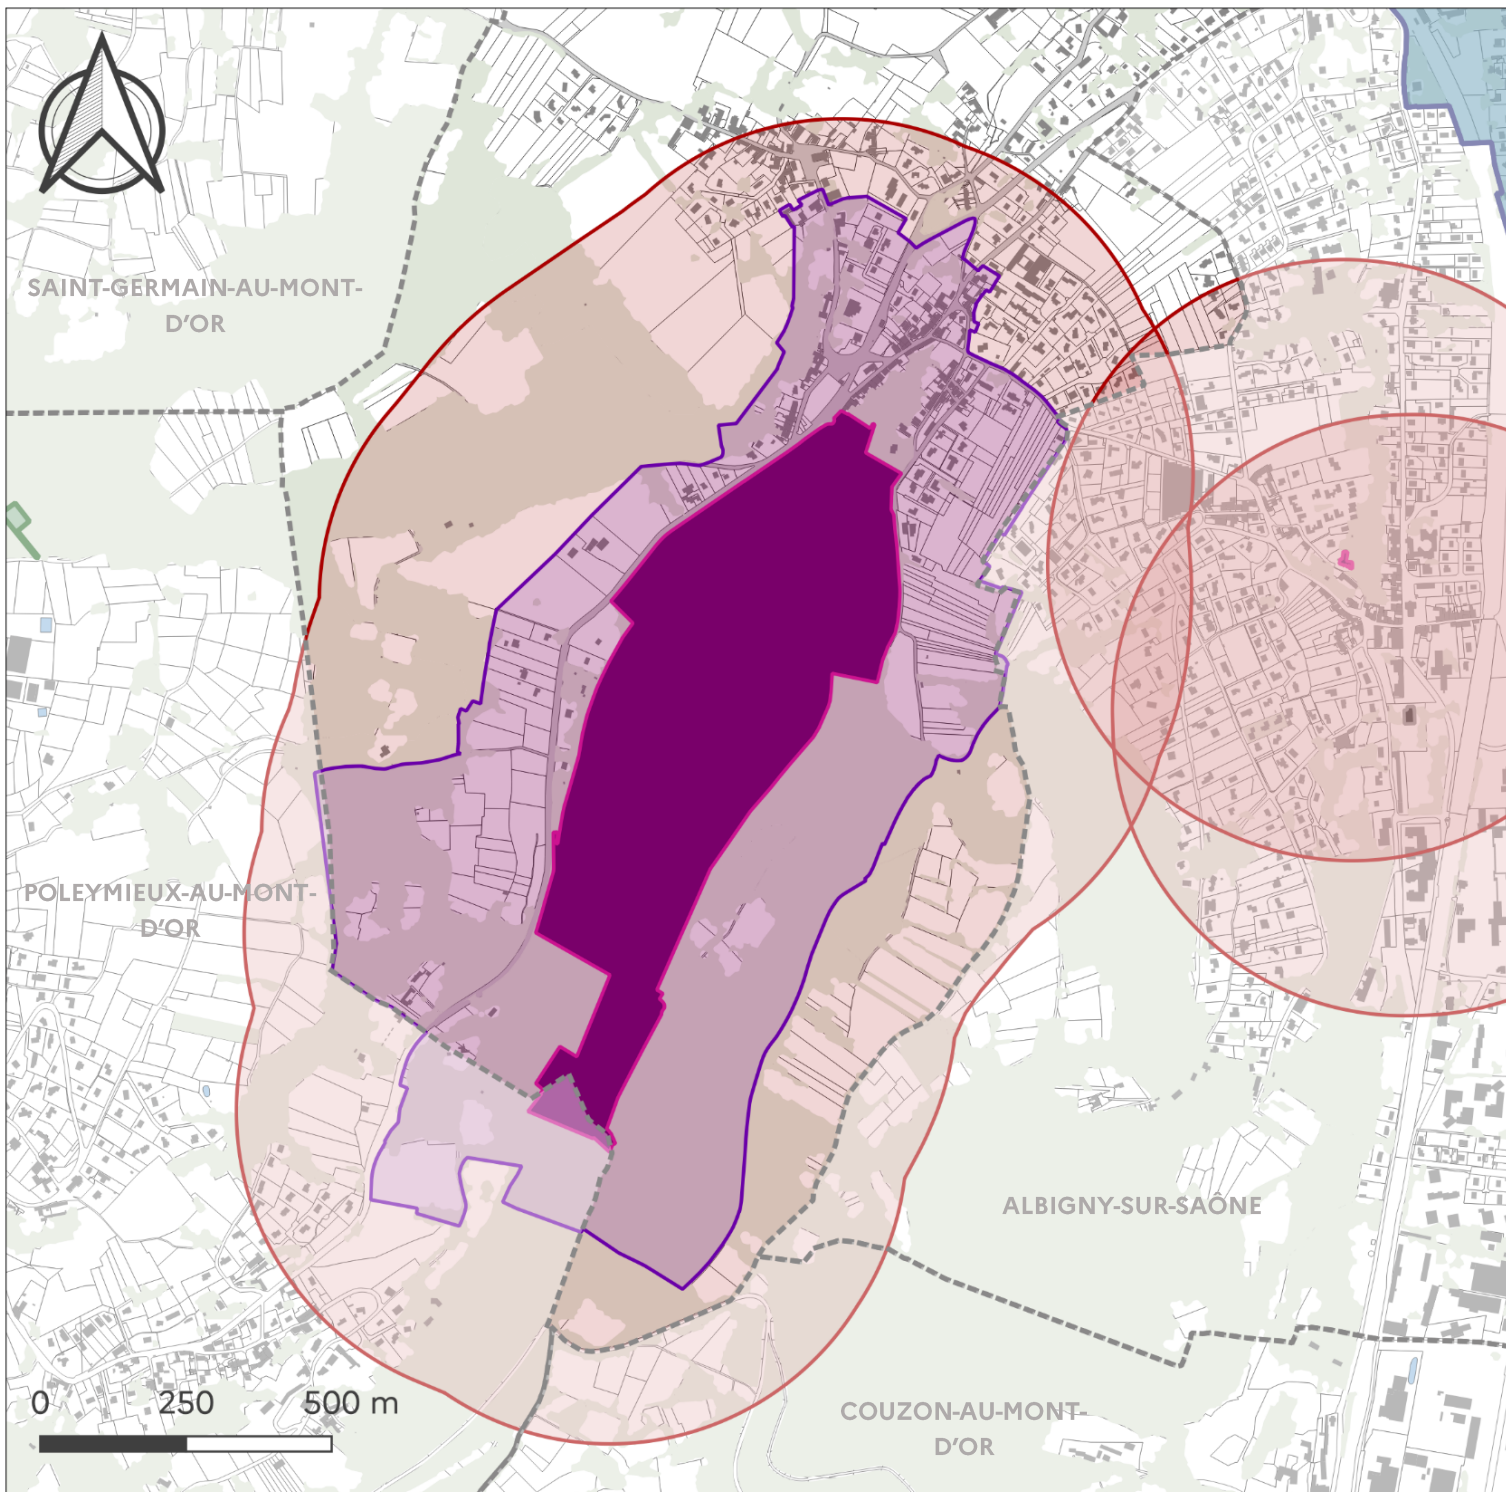 SAINT-GERMAIN-AU-MONT-
D'OR
POLEYMIEUX-AU-MONT-
D'OR
ALBIGNY-SUR-SAÔNE
0 250 500 m
COUZON-AU-MONT-
D'OR